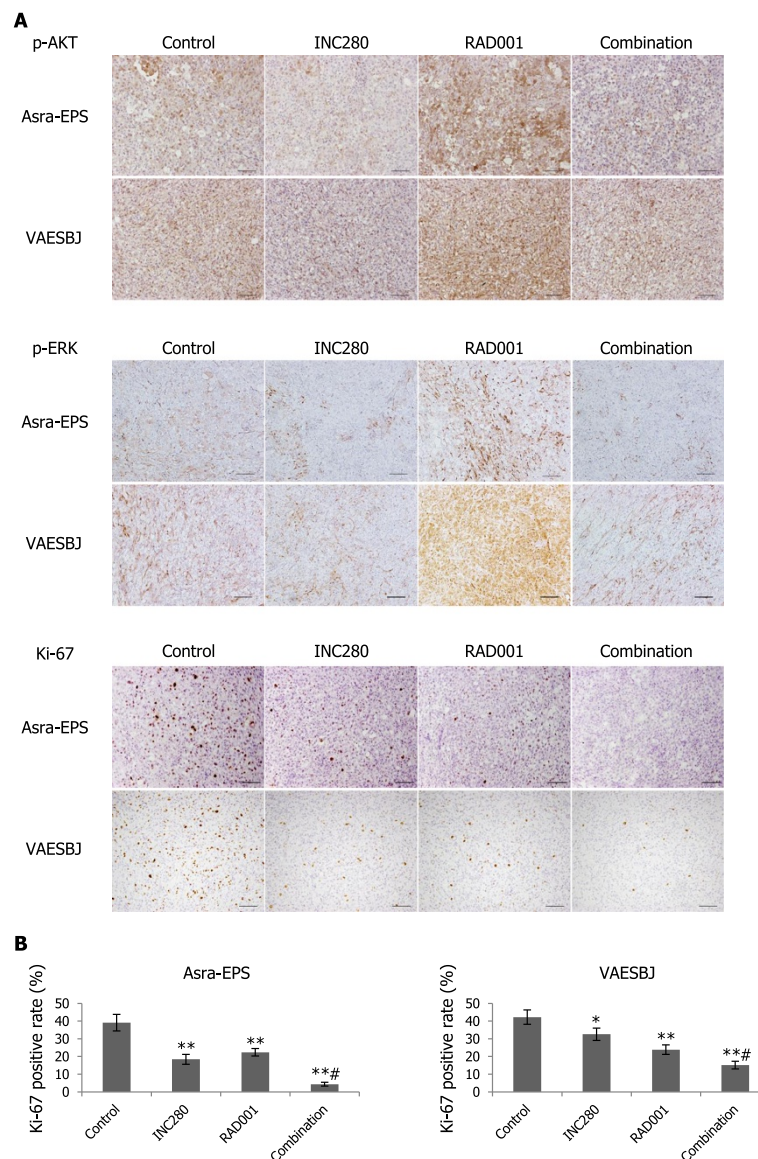 A
p-AKT Control INC280 RAD001 Combination
Asra-EPS
VAESBJ
p-ERK Control INC280 RAD001 Combination
Asra-EPS
VAESBJ
Ki-67 Control INC280 RAD001 Combination
Asra-EPS
VAESBJ
B
Asra-EPS
Ki-67 positive rate (%)
50
40
30
20
10
0
** ** **#
Control INC280 RAD001 Combination
VAESBJ
Ki-67 positive rate (%)
50
40
30
20
10
0
* ** **#
Control INC280 RAD001 Combination